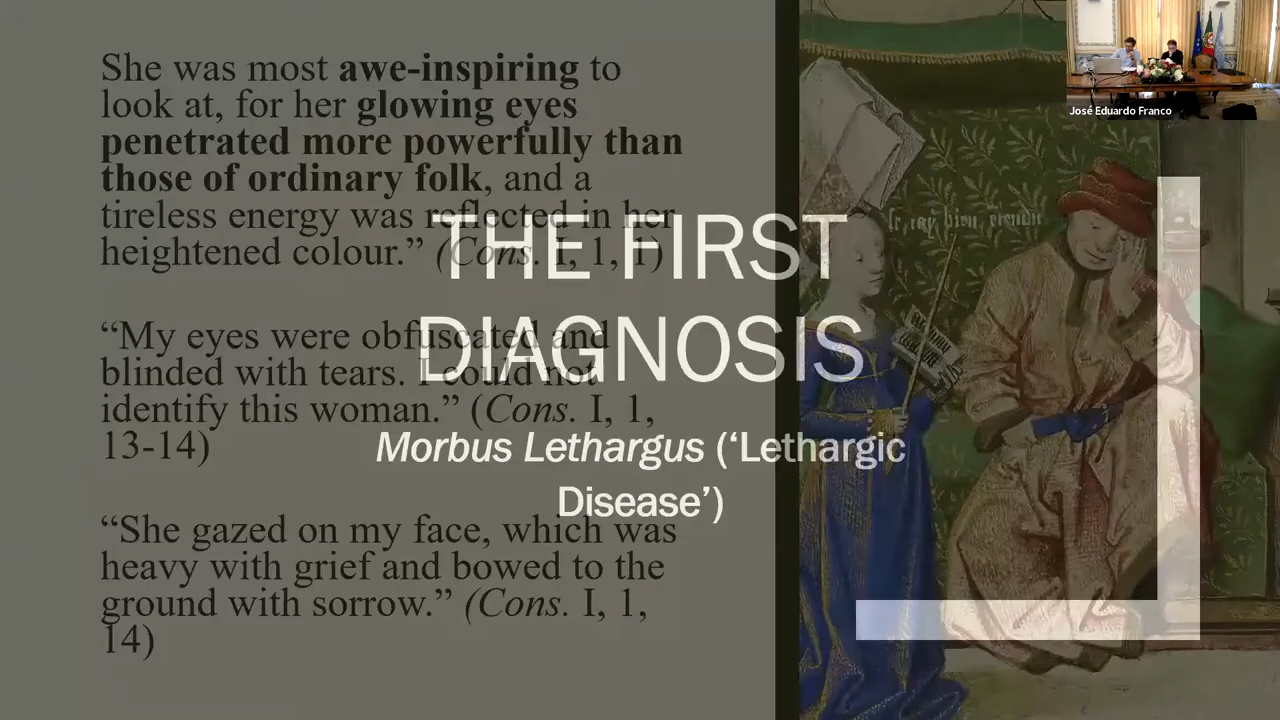 She was most awe-inspiring to
look at, for her glowing eyes
penetrated more powerfully than
those of ordinary folk, and a
tireless energy was reflected in her
heightened colour.” (Cons. I, 1, 1)
“My eyes were obfuscated and
blinded with tears. I could not
identify this woman.” (Cons. I, 1,
13-14)
“She gazed on my face, which was
heavy with grief and bowed to the
ground with sorrow.” (Cons. I, 1,
14)
THE FIRST
DIAGNOSIS
Morbus Lethargus (‘Lethargic
Disease’)
José Eduardo Franco